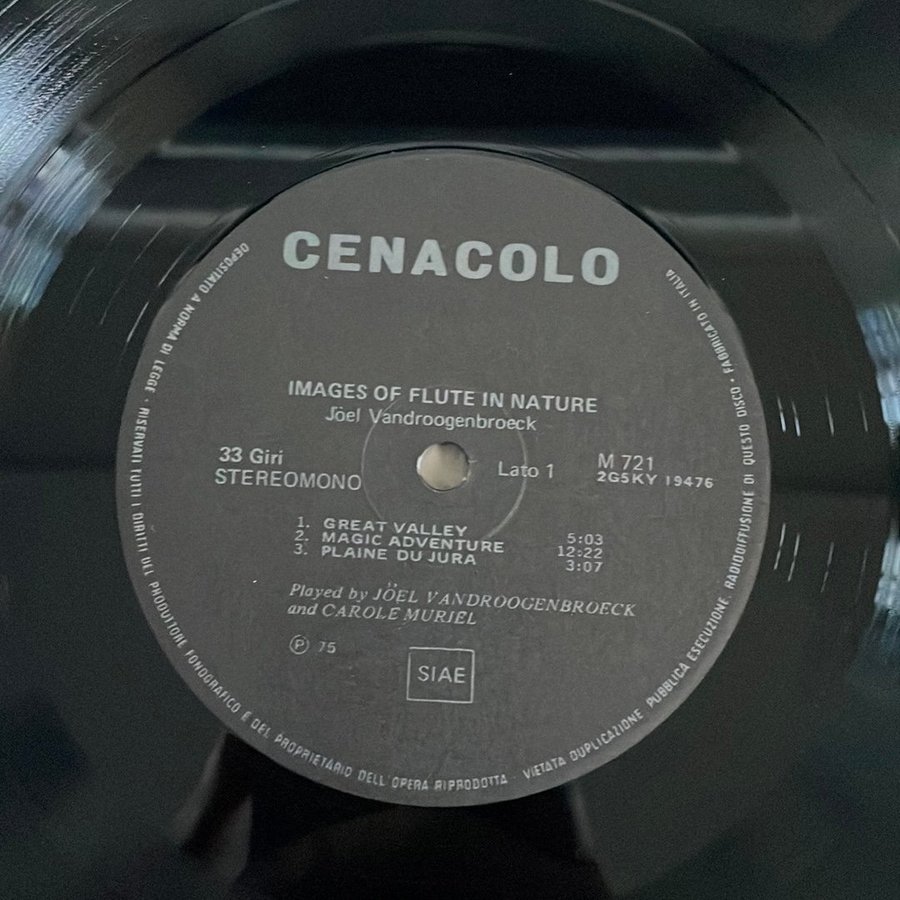 CENACOLO
IMAGES OF FLUTE IN NATURE
Jöel Vandroogenbroeck
33 Giri
STEREOMONO
Lato 1
M 721
2G5KY 19476
1. GREAT VALLEY 5:03
2. MAGIC ADVENTURE 12:22
3. PLAINE DU JURA 3:07
Played by JÖEL VANDROOGENBROECK
and CAROLE MURIEL
Ⓟ 75
SIAE
DEPOSITATO A NORMA DI LEGGE · RISERVATI TUTTI I DIRITTI DEL PRODUTTORE FONOGRAFICO E DEL PROPRIETARIO DELL'OPERA RIPRODOTTA · VIETATA DUPLICAZIONE PUBBLICA ESECUZIONE, RADIODIFFUSIONE DI QUESTO DISCO · FABBRICATO IN ITALIA